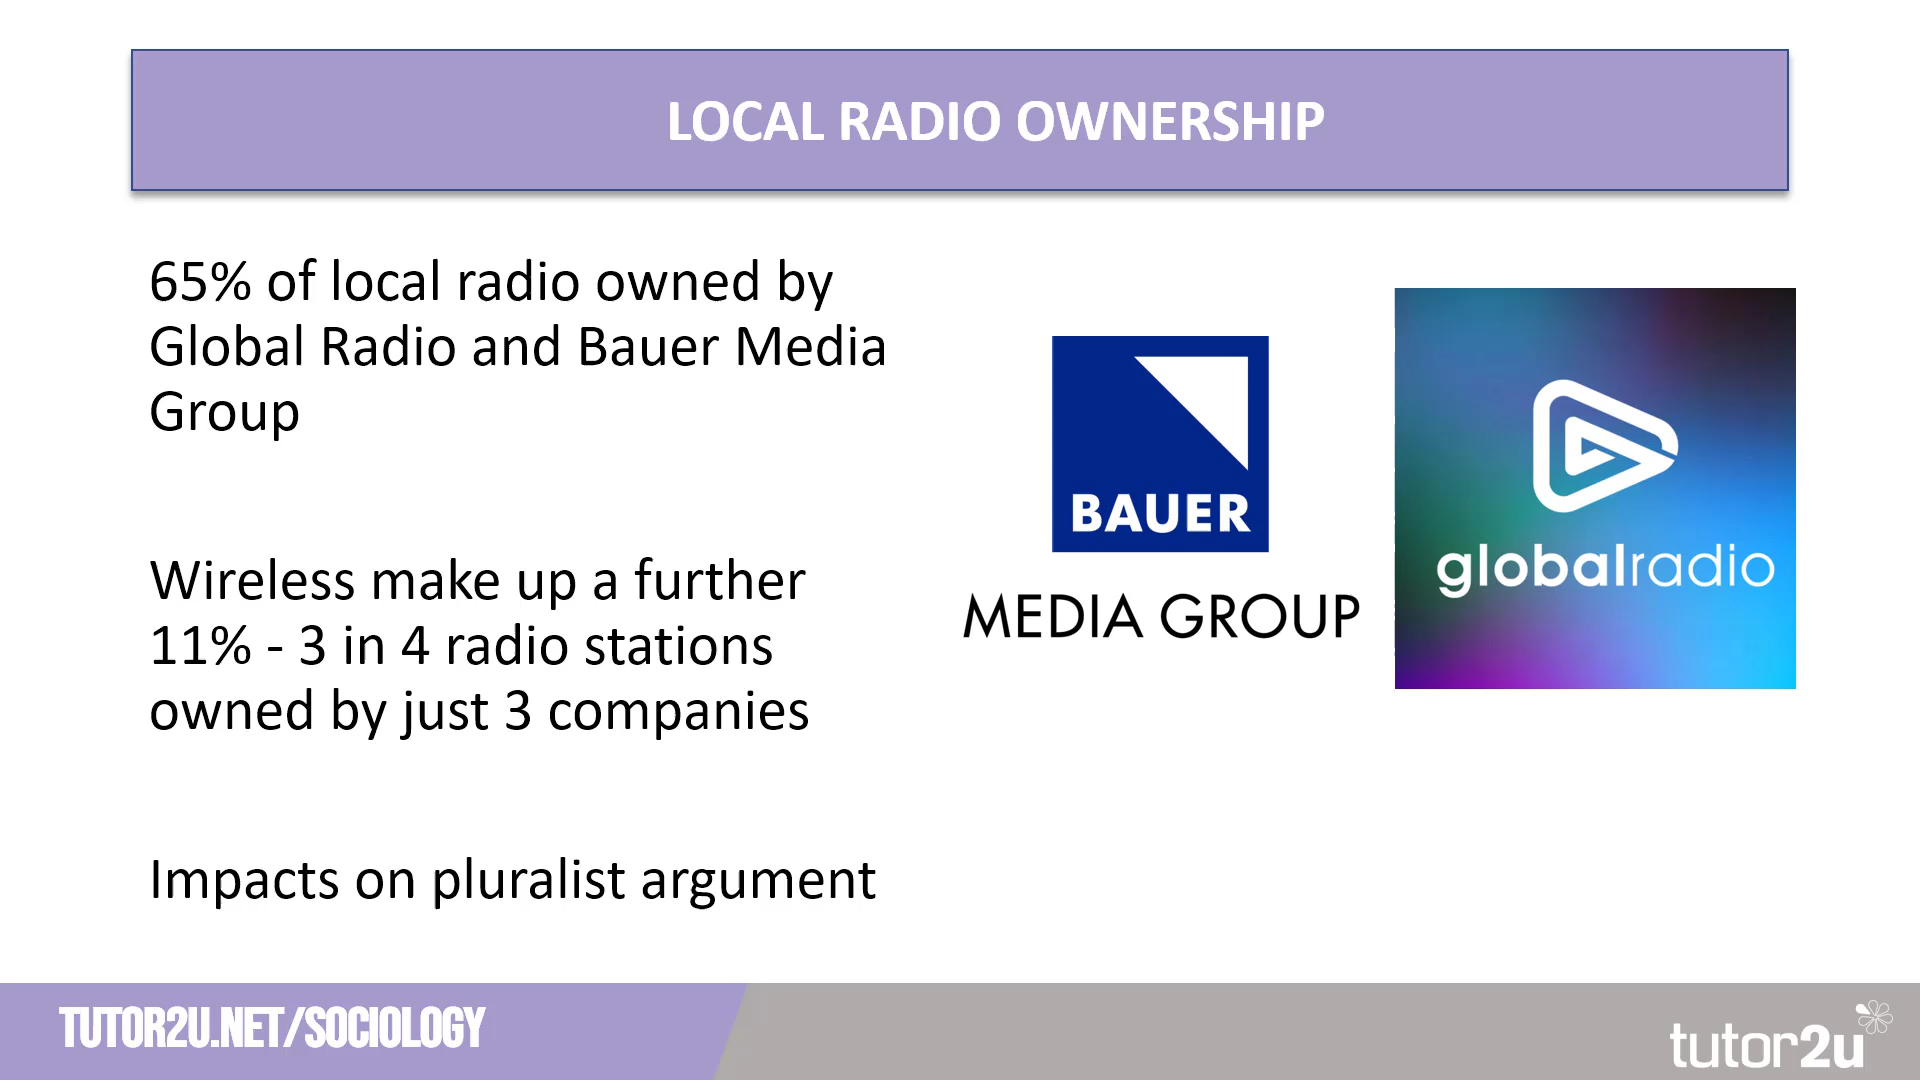 LOCAL RADIO OWNERSHIP
65% of local radio owned by
Global Radio and Bauer Media
Group
Wireless make up a further
11% - 3 in 4 radio stations
owned by just 3 companies
Impacts on pluralist argument
BAUER
MEDIA GROUP
globalradio
TUTOR2U.NET/SOCIOLOGY
tutor2u